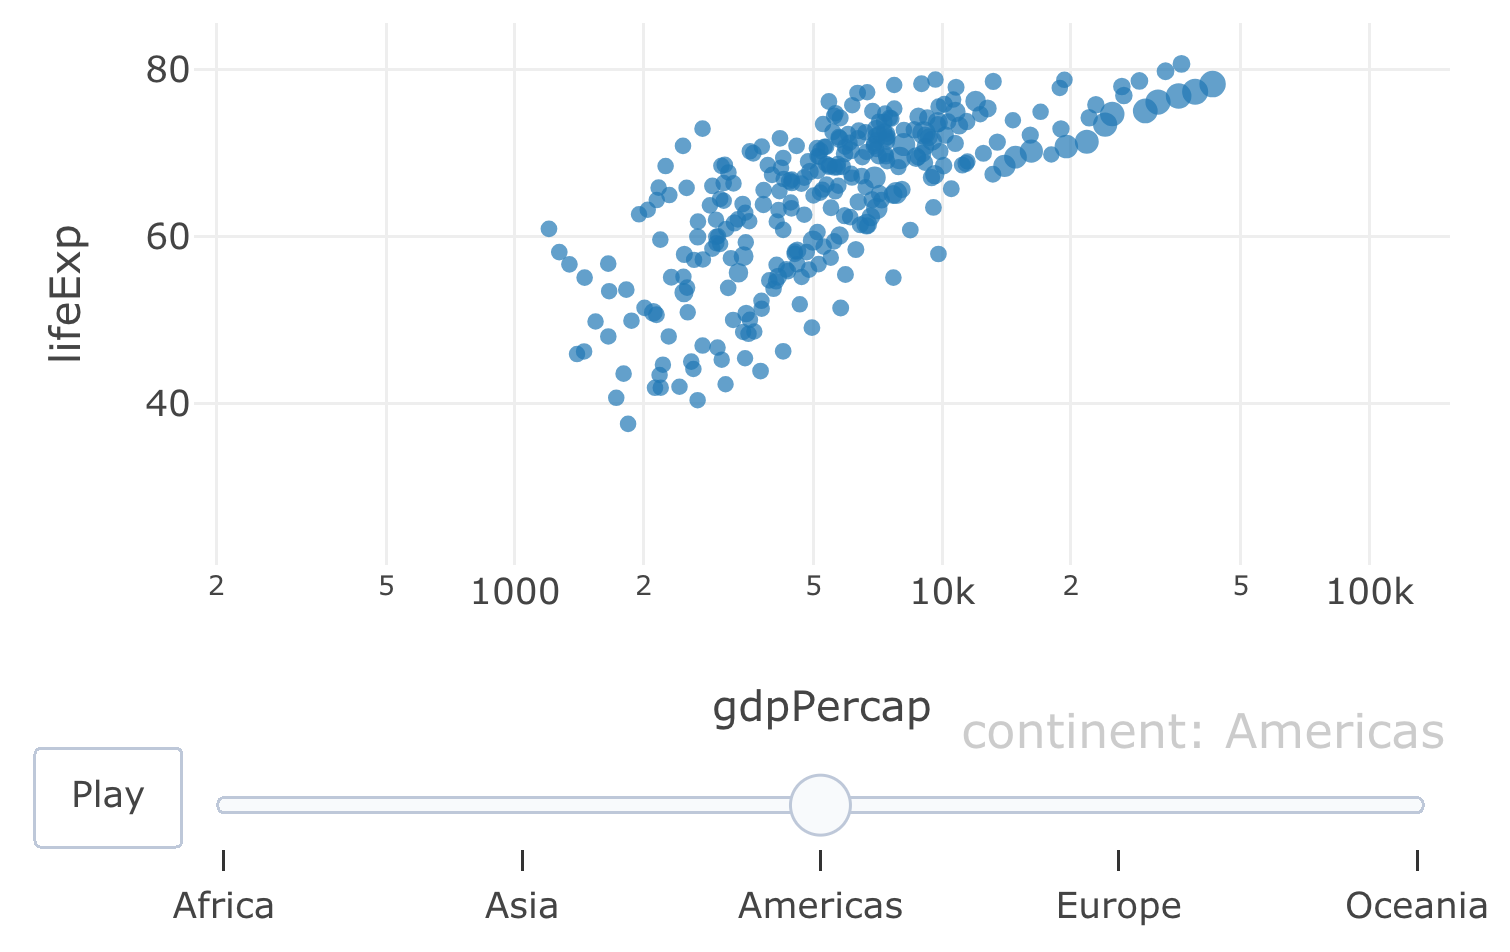 80
60
40
lifeExp
2 5 1000 2 5 10k 2 5 100k
gdpPercap
continent: Americas
Play
Africa Asia Americas Europe Oceania